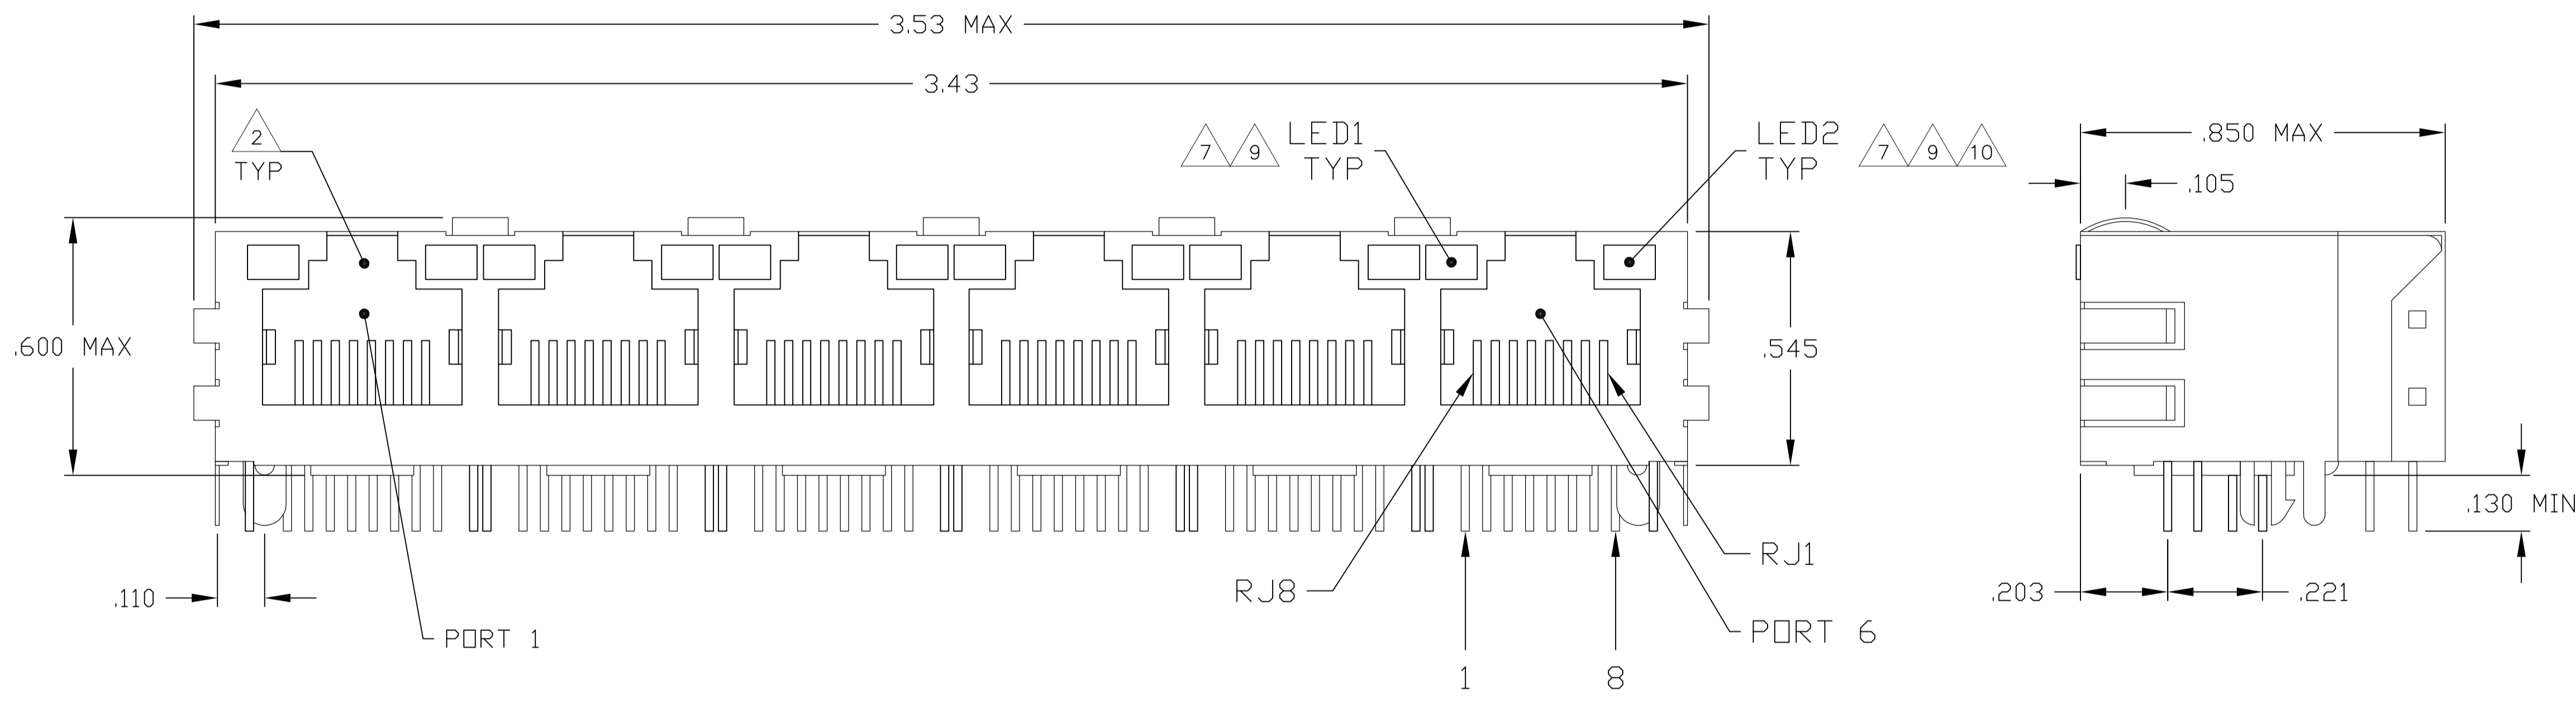 3.53 MAX
3.43
2
TYP
7 9 LED1
TYP
LED2
TYP 7 9 10
.850 MAX
.105
.600 MAX
.545
.130 MIN
.110
.203
.221
RJ8
RJ1
PORT 1
PORT 6
1
8